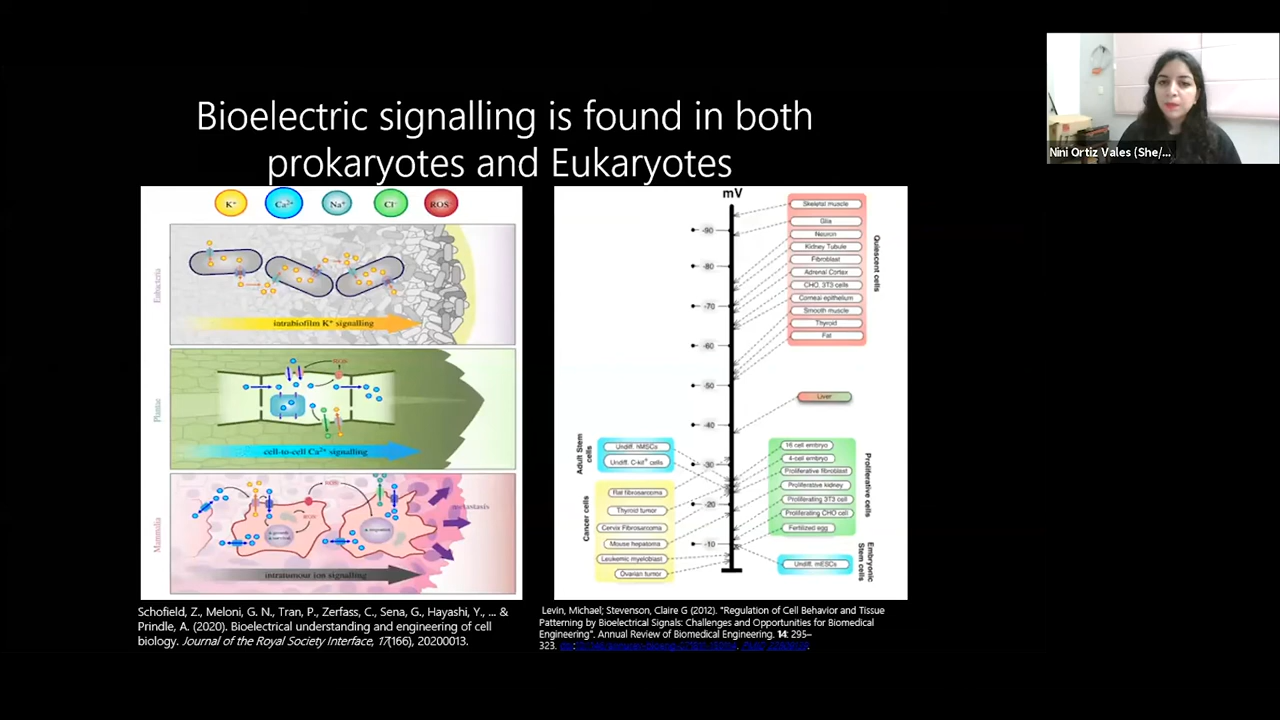 Bioelectric signalling is found in both
prokaryotes and Eukaryotes
Nini Ortiz Vales (She/...
K⁺
Ca²⁺
Na⁺
Cl⁻
ROS
Eubacteria
intrabiofilm K⁺ signalling
Plantae
ROS
cell-to-cell Ca²⁺ signalling
Mammalia
ROS
metastasis
intratumour ion signalling
mV
-90
-80
-70
-60
-50
-40
-30
-20
-10
Skeletal muscle
Glia
Neuron
Kidney Tubule
Fibroblast
Adrenal Cortex
CHO, 3T3 cells
Corneal epithelium
Smooth muscle
Thyroid
Fat
Quiescent cells
Liver
Adult Stem
cells
Undiff. hMSCs
Undiff. C-kit⁺ cells
Cancer cells
Rat fibrosarcoma
Thyroid tumor
Cervix Fibrosarcoma
Mouse hepatoma
Leukemic myeloblast
Ovarian tumor
16 cell embryo
4-cell embryo
Proliferative fibroblast
Proliferative kidney
Proliferating 3T3 cell
Proliferating CHO cell
Fertilized egg
Proliferative cells
Undiff. mESCs
Embryonic
Stem cells
Schofield, Z., Meloni, G. N., Tran, P., Zerfass, C., Sena, G., Hayashi, Y., ... &
Prindle, A. (2020). Bioelectrical understanding and engineering of cell
biology. Journal of the Royal Society Interface, 17(166), 20200013.
Levin, Michael; Stevenson, Claire G (2012). "Regulation of Cell Behavior and Tissue
Patterning by Bioelectrical Signals: Challenges and Opportunities for Biomedical
Engineering". Annual Review of Biomedical Engineering. 14: 295–
323.